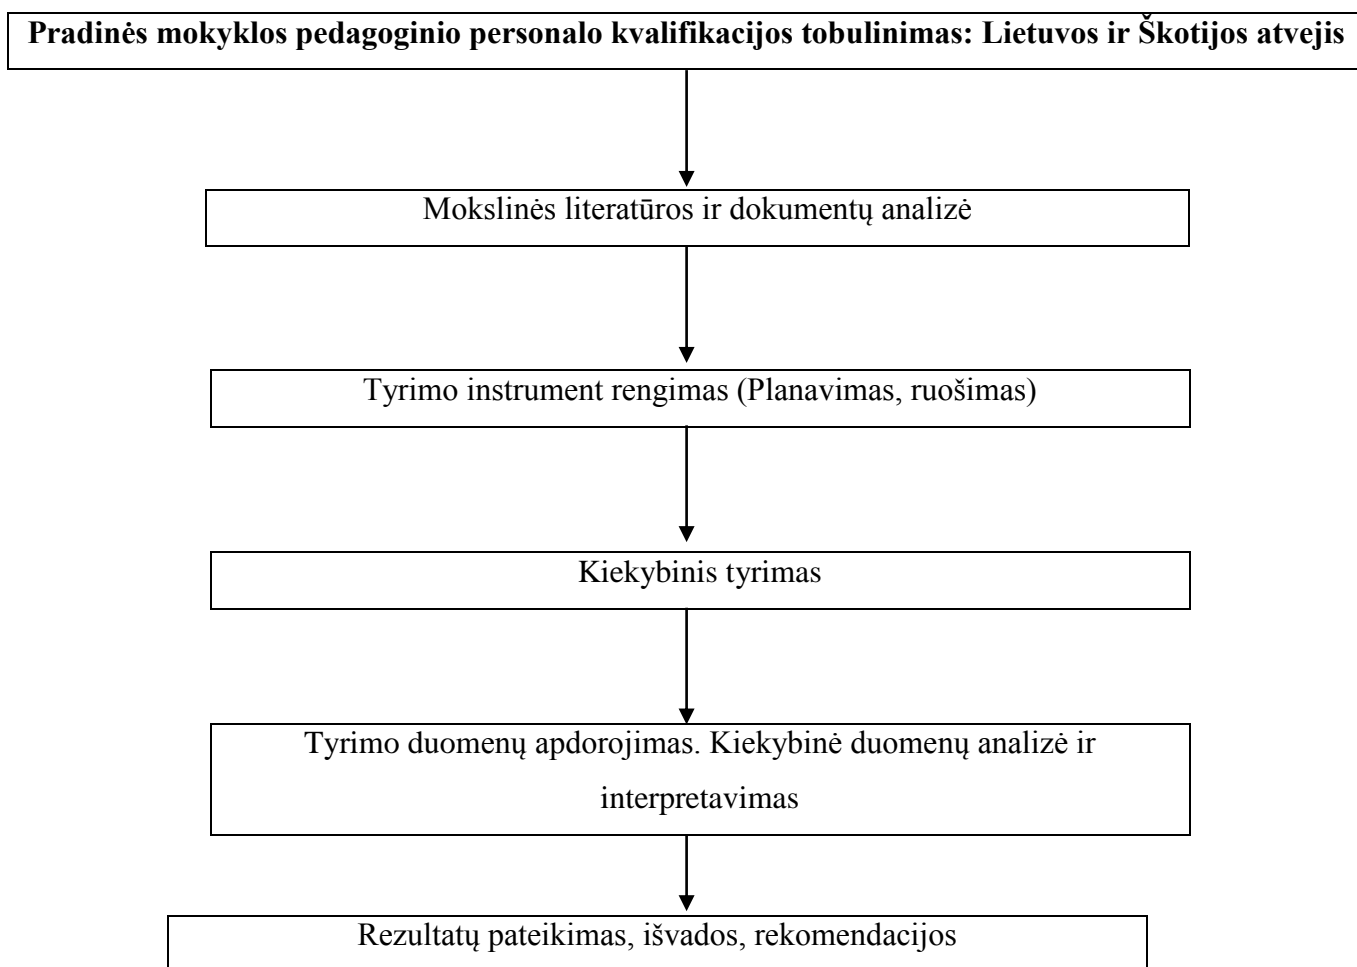 Pradinės mokyklos pedagoginio personalo kvalifikacijos tobulinimas: Lietuvos ir Škotijos atvejis
Mokslinės literatūros ir dokumentų analizė
Tyrimo instrument rengimas (Planavimas, ruošimas)
Kiekybinis tyrimas
Tyrimo duomenų apdorojimas. Kiekybinė duomenų analizė ir
interpretavimas
Rezultatų pateikimas, išvados, rekomendacijos